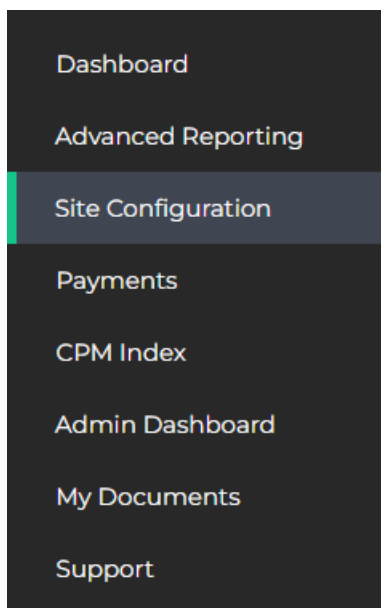 Dashboard
Advanced Reporting
Site Configuration
Payments
CPM Index
Admin Dashboard
My Documents
Support